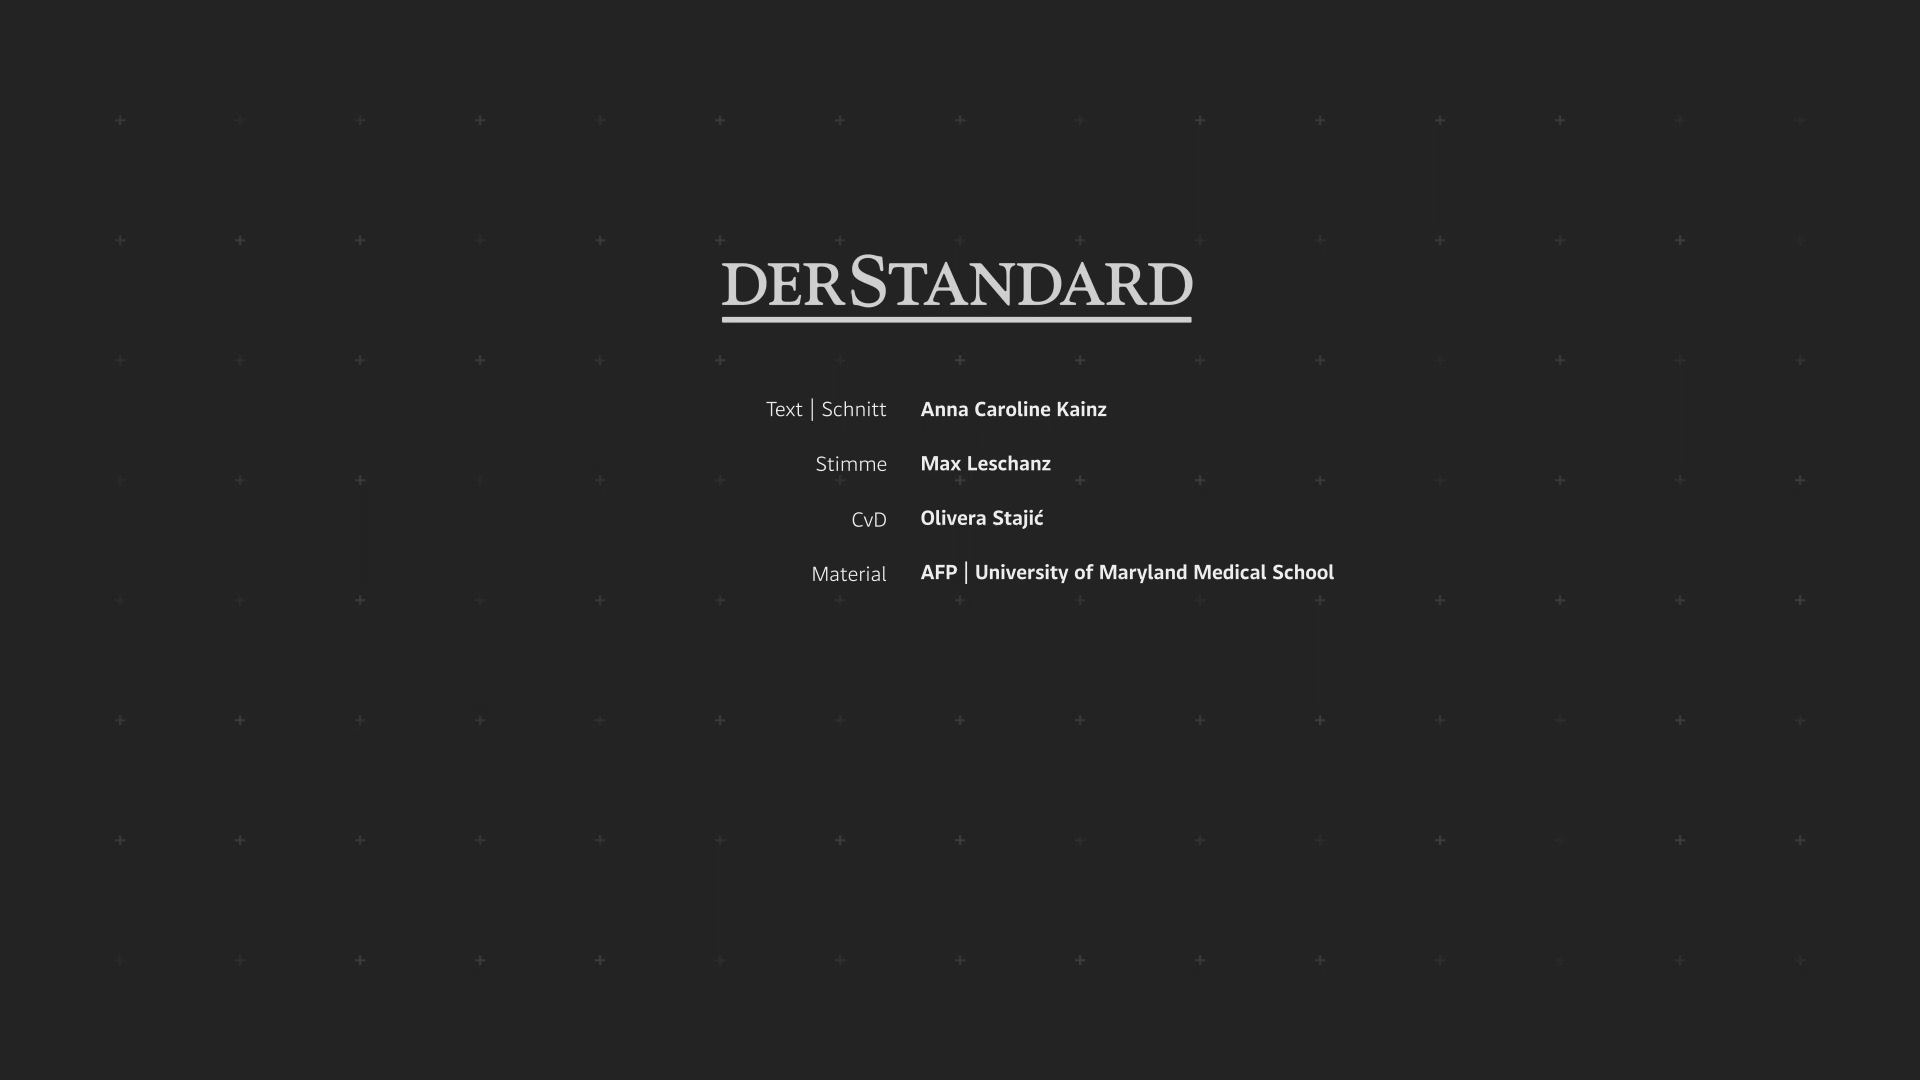 DERSTANDARD
Text | Schnitt Anna Caroline Kainz
Stimme Max Leschanz
CvD Olivera Stajić
Material AFP | University of Maryland Medical School